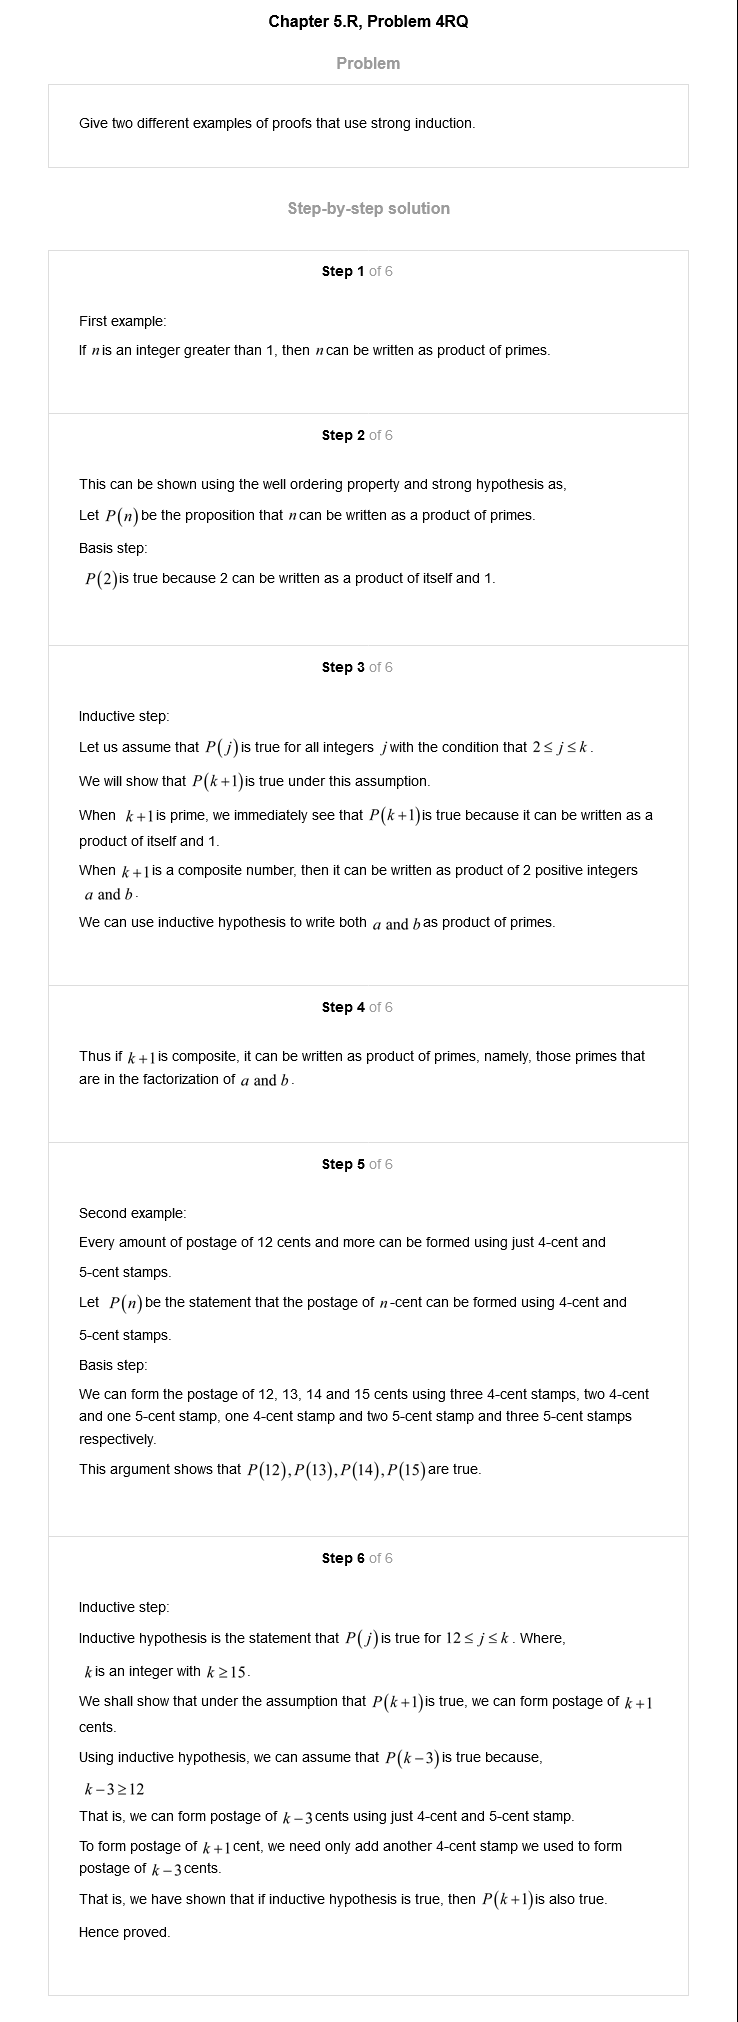 Chapter 5.R, Problem 4RQ
Problem
Give two different examples of proofs that use strong induction.
Step-by-step solution
Step 1 of 6
First example:
If n is an integer greater than 1, then n can be written as product of primes.
Step 2 of 6
This can be shown using the well ordering property and strong hypothesis as,
Let P(n) be the proposition that n can be written as a product of primes.
Basis step:
P(2) is true because 2 can be written as a product of itself and 1.
Step 3 of 6
Inductive step:
Let us assume that P(j) is true for all integers j with the condition that 2 ≤ j ≤ k.
We will show that P(k+1) is true under this assumption.
When k+1 is prime, we immediately see that P(k+1) is true because it can be written as a
product of itself and 1.
When k+1 is a composite number, then it can be written as product of 2 positive integers
a and b.
We can use inductive hypothesis to write both a and b as product of primes.
Step 4 of 6
Thus if k+1 is composite, it can be written as product of primes, namely, those primes that
are in the factorization of a and b.
Step 5 of 6
Second example:
Every amount of postage of 12 cents and more can be formed using just 4-cent and
5-cent stamps.
Let P(n) be the statement that the postage of n-cent can be formed using 4-cent and
5-cent stamps.
Basis step:
We can form the postage of 12, 13, 14 and 15 cents using three 4-cent stamps, two 4-cent
and one 5-cent stamp, one 4-cent stamp and two 5-cent stamp and three 5-cent stamps
respectively.
This argument shows that P(12), P(13), P(14), P(15) are true.
Step 6 of 6
Inductive step:
Inductive hypothesis is the statement that P(j) is true for 12 ≤ j ≤ k. Where,
k is an integer with k ≥ 15.
We shall show that under the assumption that P(k+1) is true, we can form postage of k+1
cents.
Using inductive hypothesis, we can assume that P(k−3) is true because,
k−3 ≥ 12
That is, we can form postage of k−3 cents using just 4-cent and 5-cent stamp.
To form postage of k+1 cent, we need only add another 4-cent stamp we used to form
postage of k−3 cents.
That is, we have shown that if inductive hypothesis is true, then P(k+1) is also true.
Hence proved.